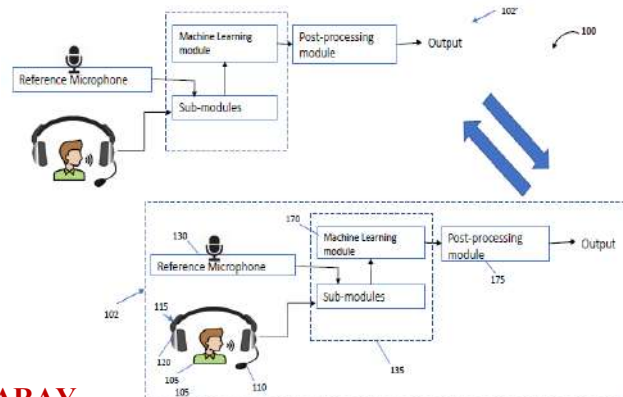 Machine Learning
module
Post-processing
module
Output
102'
100
Reference Microphone
Sub-modules
170
130
Machine Learning
module
Post-processing
module
Output
Reference Microphone
175
102
115
Sub-modules
120
105
105
110
135